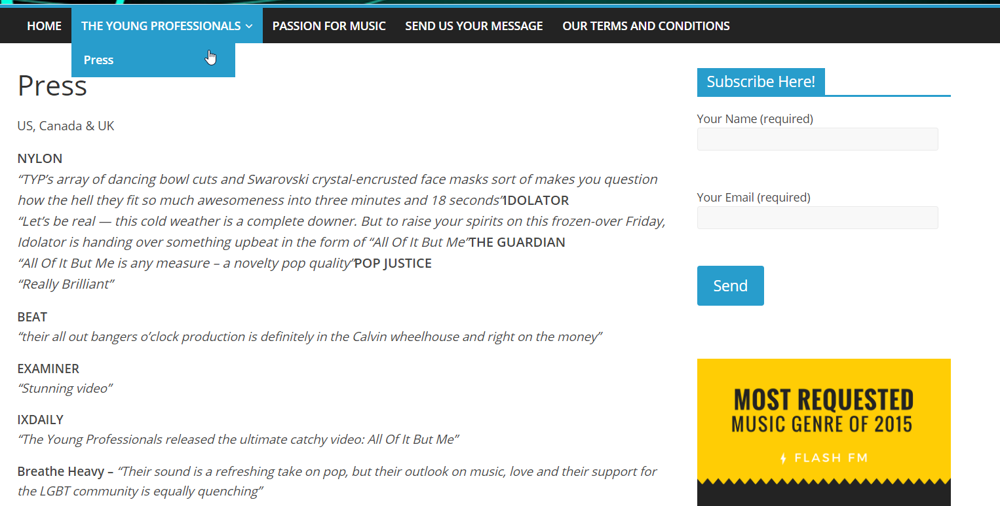 HOME THE YOUNG PROFESSIONALS PASSION FOR MUSIC SEND US YOUR MESSAGE OUR TERMS AND CONDITIONS
Press
Press
US, Canada & UK
NYLON
“TYP’s array of dancing bowl cuts and Swarovski crystal-encrusted face masks sort of makes you question
how the hell they fit so much awesomeness into three minutes and 18 seconds”IDOLATOR
“Let’s be real — this cold weather is a complete downer. But to raise your spirits on this frozen-over Friday,
Idolator is handing over something upbeat in the form of “All Of It But Me”THE GUARDIAN
“All Of It But Me is any measure – a novelty pop quality”POP JUSTICE
“Really Brilliant”
BEAT
“their all out bangers o’clock production is definitely in the Calvin wheelhouse and right on the money”
EXAMINER
“Stunning video”
IXDAILY
“The Young Professionals released the ultimate catchy video: All Of It But Me”
Breathe Heavy – “Their sound is a refreshing take on pop, but their outlook on music, love and their support for
the LGBT community is equally quenching”
Subscribe Here!
Your Name (required)
Your Email (required)
Send
MOST REQUESTED
MUSIC GENRE OF 2015
FLASH FM